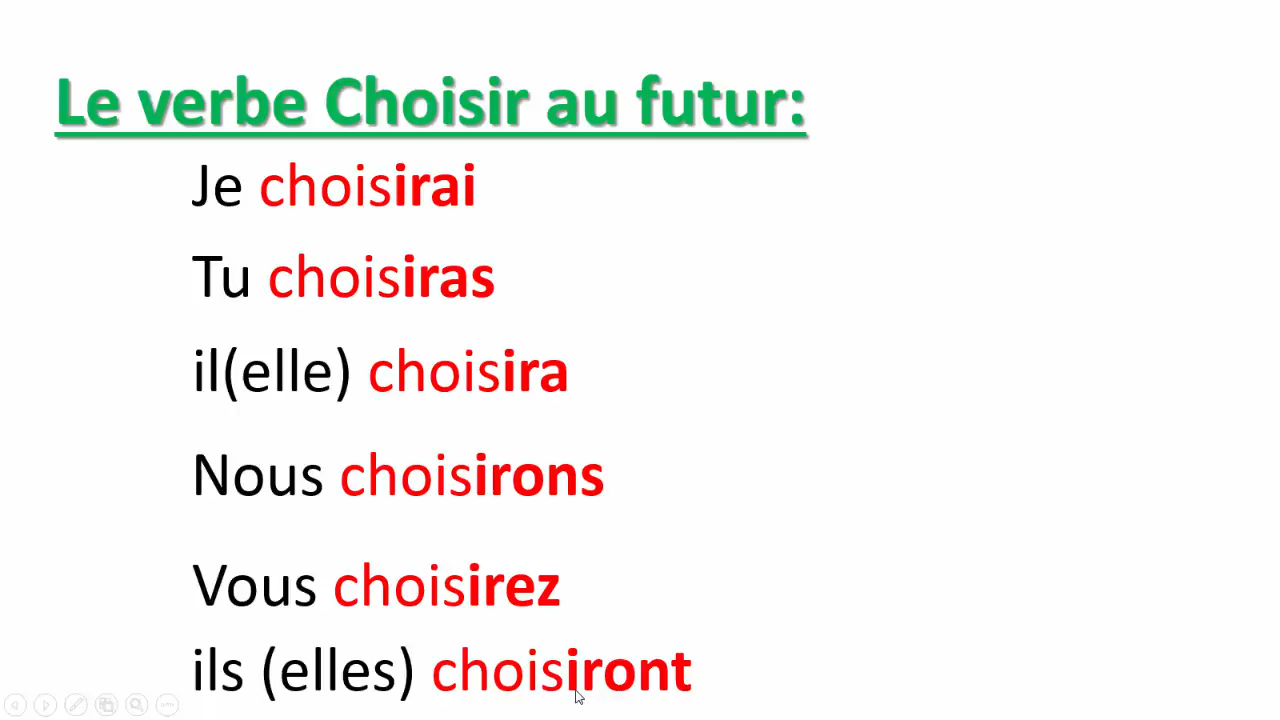 Le verbe Choisir au futur:
Je choisirai
Tu choisiras
il(elle) choisira
Nous choisirons
Vous choisirez
ils (elles) choisiront